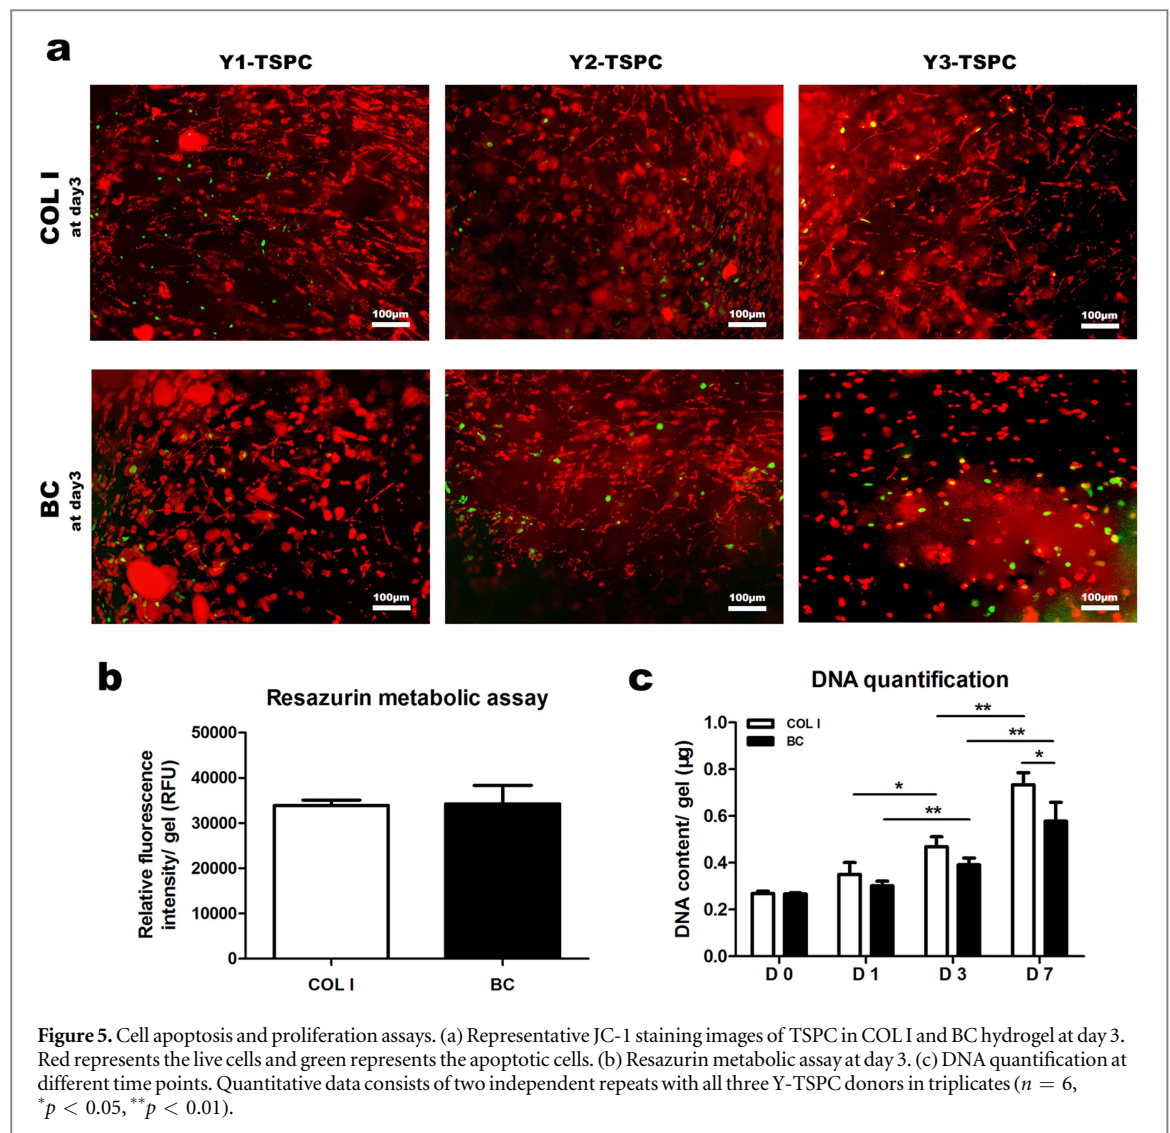 a
Y1-TSPC
Y2-TSPC
Y3-TSPC
COL I
at day3
100µm
100µm
100µm
BC
at day3
100µm
100µm
100µm
b
Resazurin metabolic assay
Relative fluorescence
intensity/ gel (RFU)
50000
40000
30000
20000
10000
0
COL I
BC
c
DNA quantification
DNA content/ gel (µg)
1.0
0.8
0.6
0.4
0.2
0.0
COL I
BC
*
**
**
**
*
D 0
D 1
D 3
D 7
Figure 5. Cell apoptosis and proliferation assays. (a) Representative JC-1 staining images of TSPC in COL I and BC hydrogel at day 3.
Red represents the live cells and green represents the apoptotic cells. (b) Resazurin metabolic assay at day 3. (c) DNA quantification at
different time points. Quantitative data consists of two independent repeats with all three Y-TSPC donors in triplicates (n = 6,
*p < 0.05, **p < 0.01).